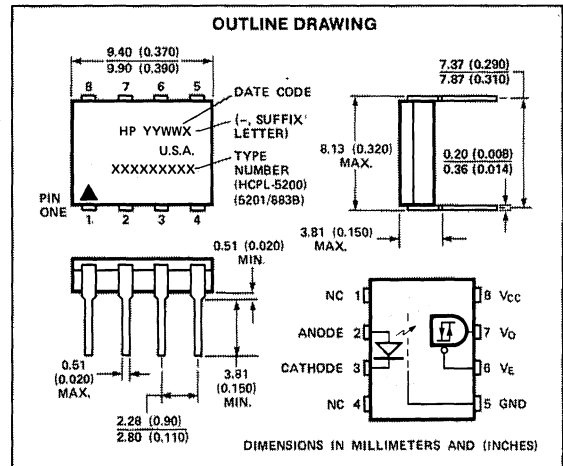 OUTLINE DRAWING
9.40 (0.370)
9.90 (0.390)
8 7 6 5
DATE CODE
HP YYWWX
(–, SUFFIX
LETTER)
U.S.A.
XXXXXXXXX
TYPE
NUMBER
(HCPL-5200)
(5201/883B)
PIN
ONE
1 2 3 4
7.37 (0.290)
7.87 (0.310)
8.13 (0.320)
MAX.
0.20 (0.008)
0.36 (0.014)
3.81 (0.150)
MAX.
0.51 (0.020)
MIN.
0.51
(0.020)
MAX.
3.81
(0.150)
MIN.
2.28 (0.90)
2.80 (0.110)
NC 1
8 VCC
ANODE 2
7 VO
CATHODE 3
6 VE
NC 4
5 GND
DIMENSIONS IN MILLIMETERS AND (INCHES)